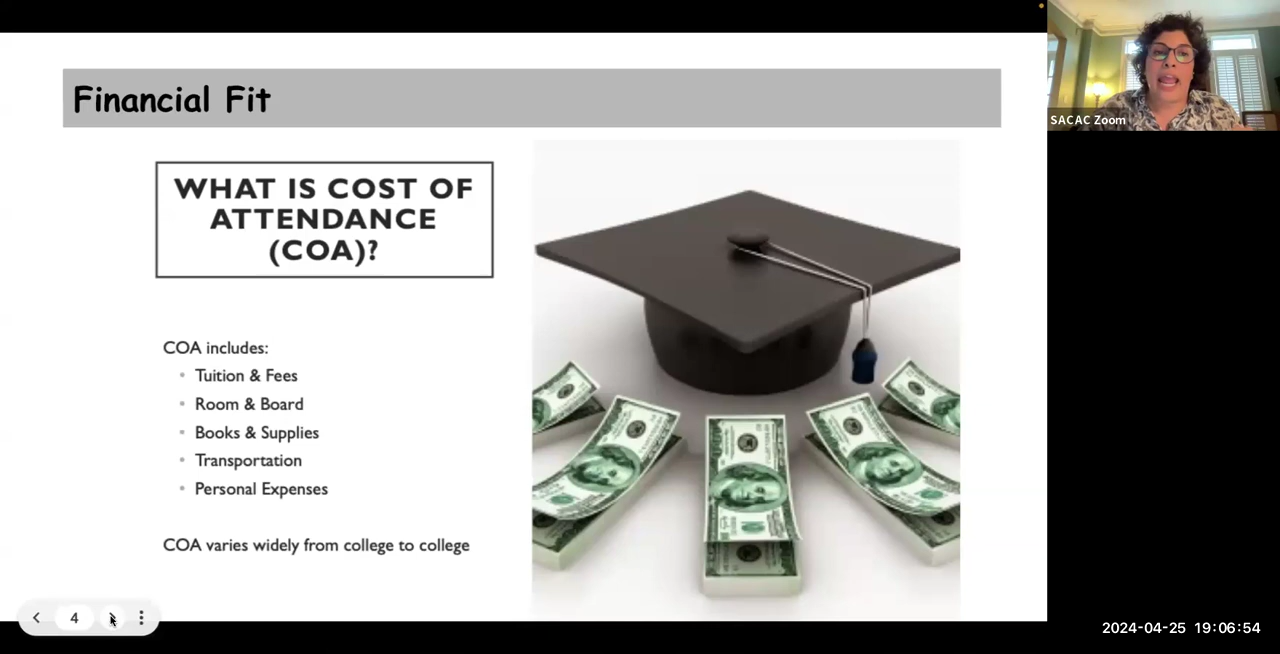 Financial Fit
WHAT IS COST OF
ATTENDANCE
(COA)?
COA includes:
• Tuition & Fees
• Room & Board
• Books & Supplies
• Transportation
• Personal Expenses
COA varies widely from college to college
4
SACAC Zoom
2024-04-25 19:06:54